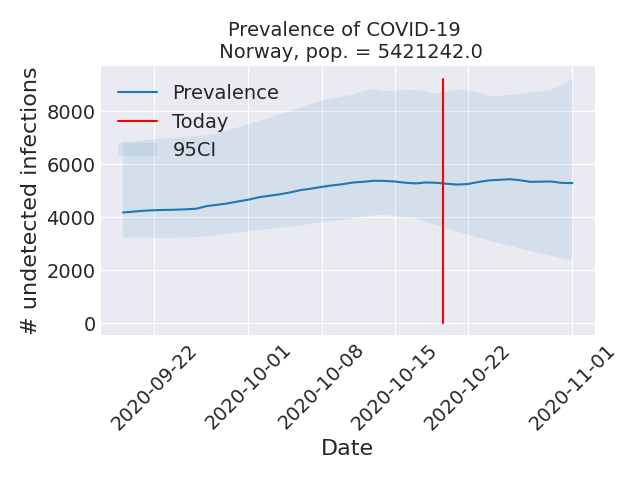 Prevalence of COVID-19
Norway, pop. = 5421242.0
Prevalence
Today
95CI
# undetected infections
8000
6000
4000
2000
0
2020-09-22
2020-10-01
2020-10-08
2020-10-15
2020-10-22
2020-11-01
Date